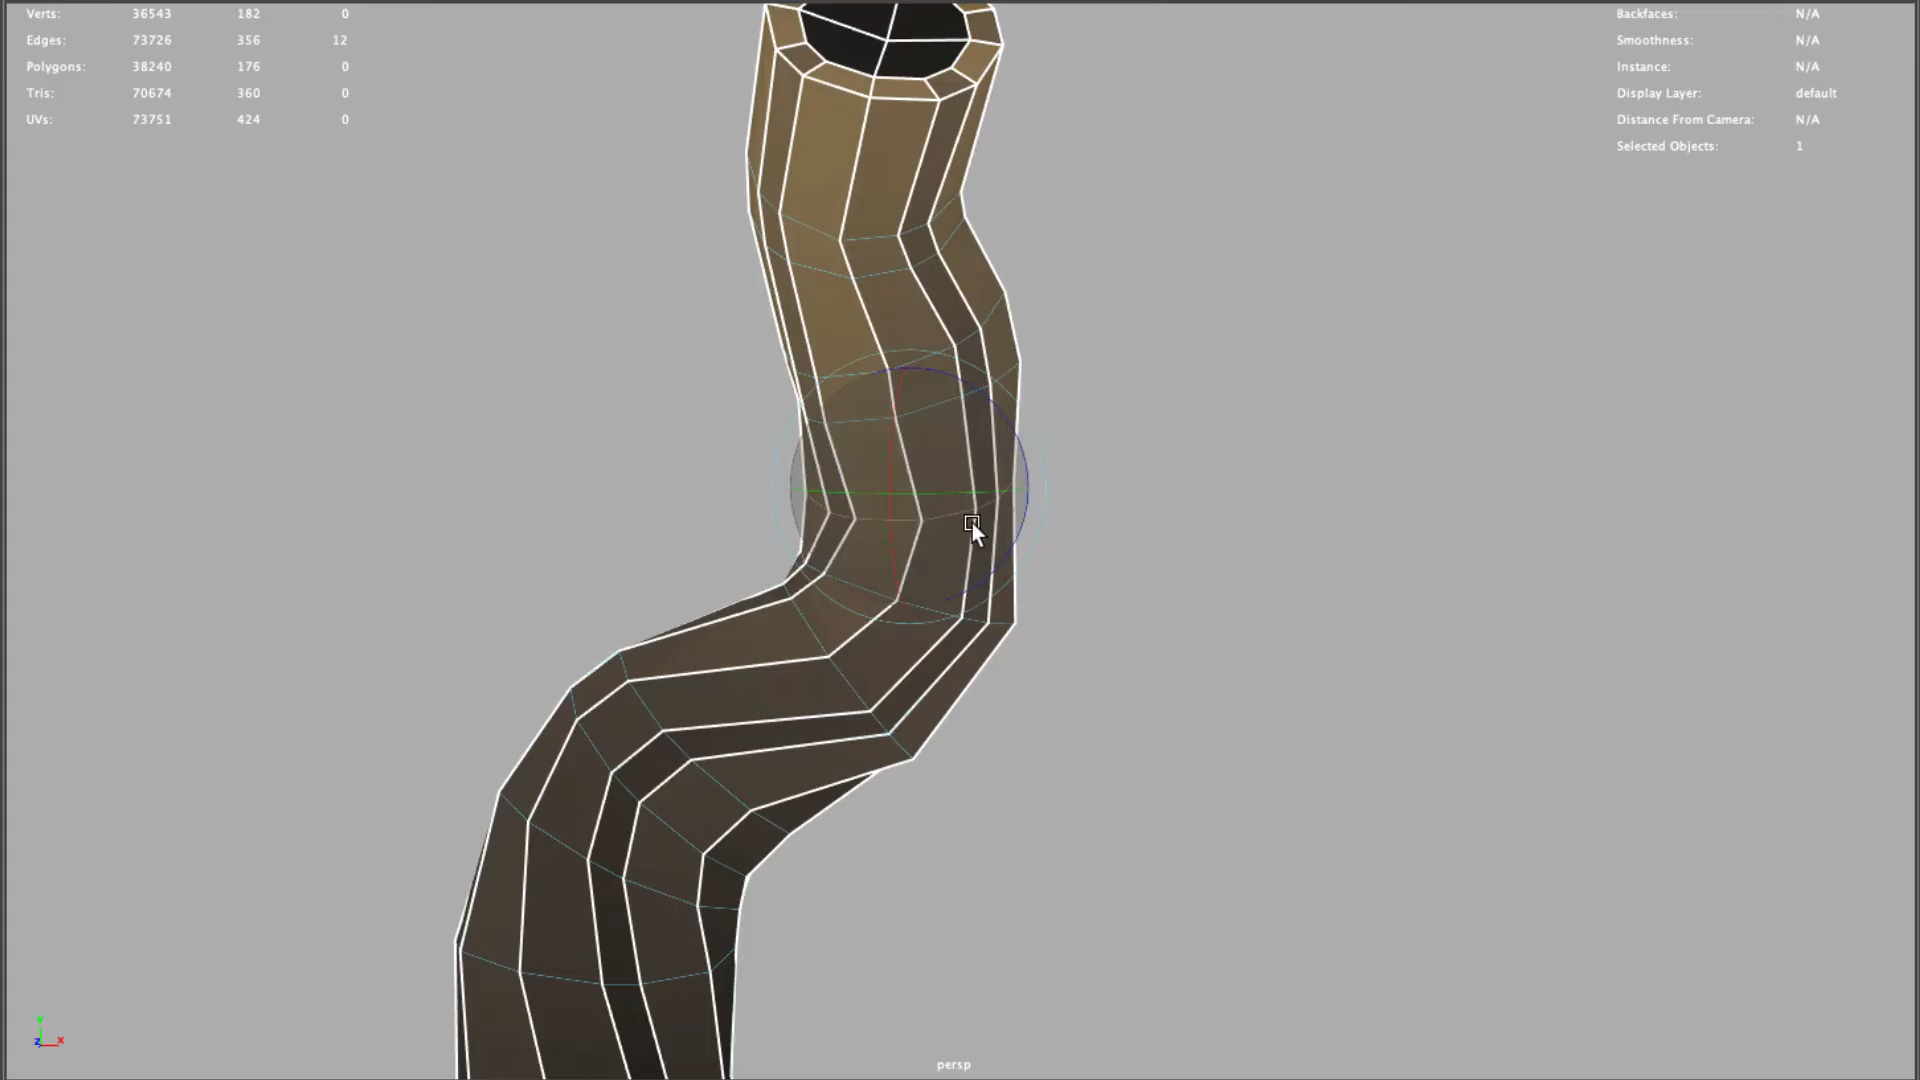 Verts: 36543 182 0
Edges: 73726 356 12
Polygons: 38240 176 0
Tris: 70674 360 0
UVs: 73751 424 0
Backfaces: N/A
Smoothness: N/A
Instance: N/A
Display Layer: default
Distance From Camera: N/A
Selected Objects: 1
Y
Z X
persp